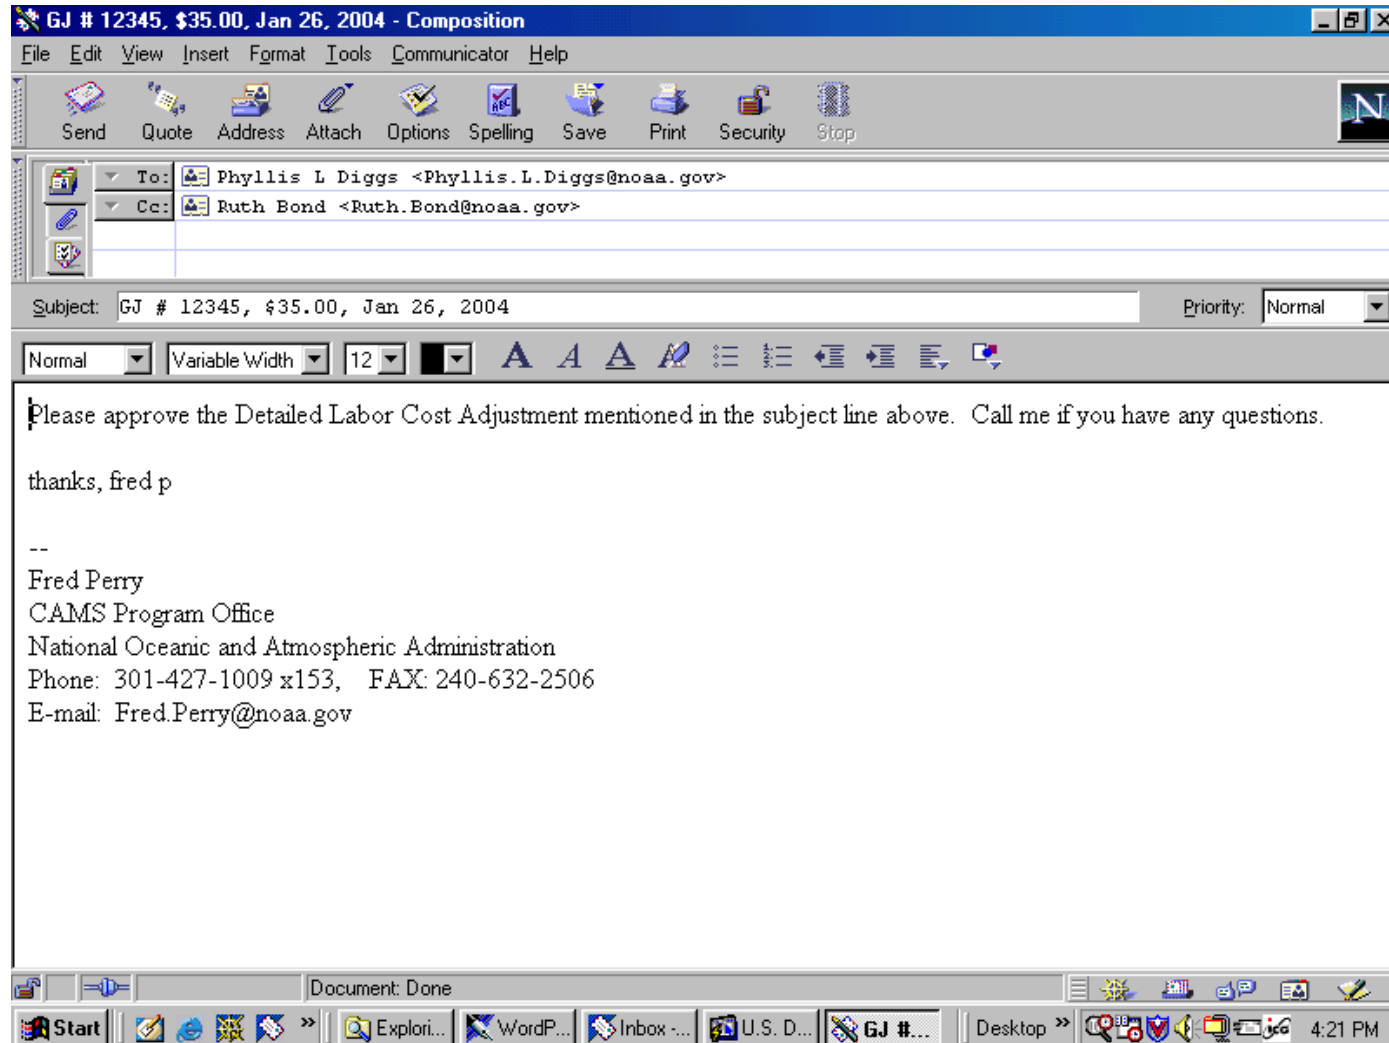 GJ # 12345, $35.00, Jan 26, 2004 - Composition
File Edit View Insert Format Tools Communicator Help
Send Quote Address Attach Options Spelling Save Print Security Stop
N
To: Phyllis L Diggs <Phyllis.L.Diggs@noaa.gov>
Cc: Ruth Bond <Ruth.Bond@noaa.gov>
Subject: GJ # 12345, $35.00, Jan 26, 2004 Priority: Normal
Normal Variable Width 12 A A A
Please approve the Detailed Labor Cost Adjustment mentioned in the subject line above. Call me if you have any questions.
thanks, fred p
--
Fred Perry
CAMS Program Office
National Oceanic and Atmospheric Administration
Phone: 301-427-1009 x153, FAX: 240-632-2506
E-mail: Fred.Perry@noaa.gov
Document: Done
Start » Explori... WordP... Inbox -... U.S. D... GJ #... Desktop » 4:21 PM